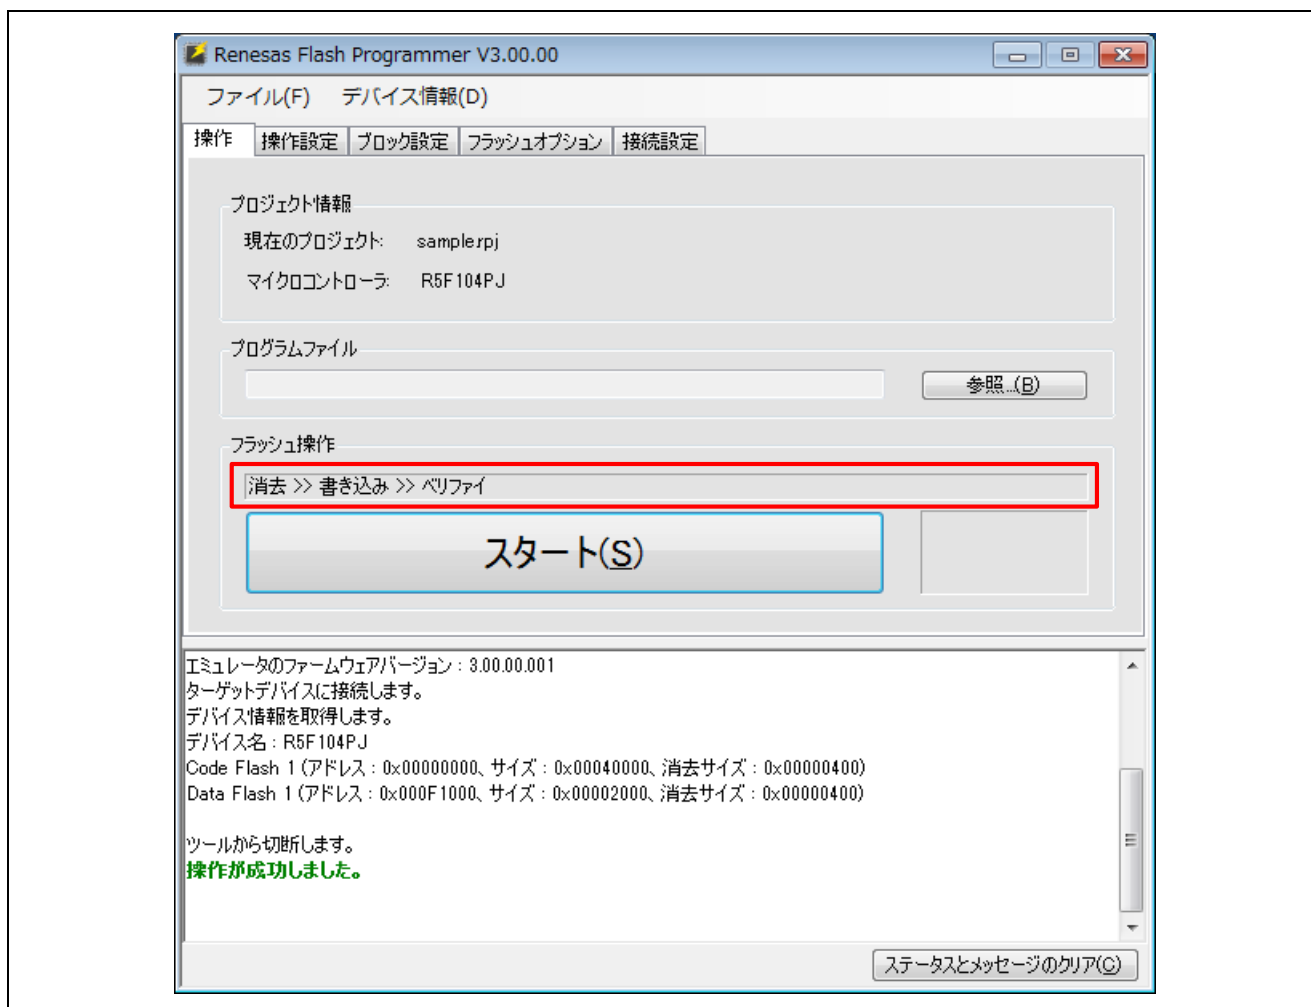 Renesas Flash Programmer V3.00.00
ファイル(F) デバイス情報(D)
操作 操作設定 ブロック設定 フラッシュオプション 接続設定
プロジェクト情報
現在のプロジェクト: sample.rpj
マイクロコントローラ: R5F104PJ
プログラムファイル
参照...(B)
フラッシュ操作
消去 >> 書き込み >> ベリファイ
スタート(S)
エミュレータのファームウェアバージョン : 3.00.00.001
ターゲットデバイスに接続します。
デバイス情報を取得します。
デバイス名 : R5F104PJ
Code Flash 1 (アドレス : 0x00000000、サイズ : 0x00040000、消去サイズ : 0x00000400)
Data Flash 1 (アドレス : 0x000F1000、サイズ : 0x00002000、消去サイズ : 0x00000400)
ツールから切断します。
操作が成功しました。
ステータスとメッセージのクリア(C)